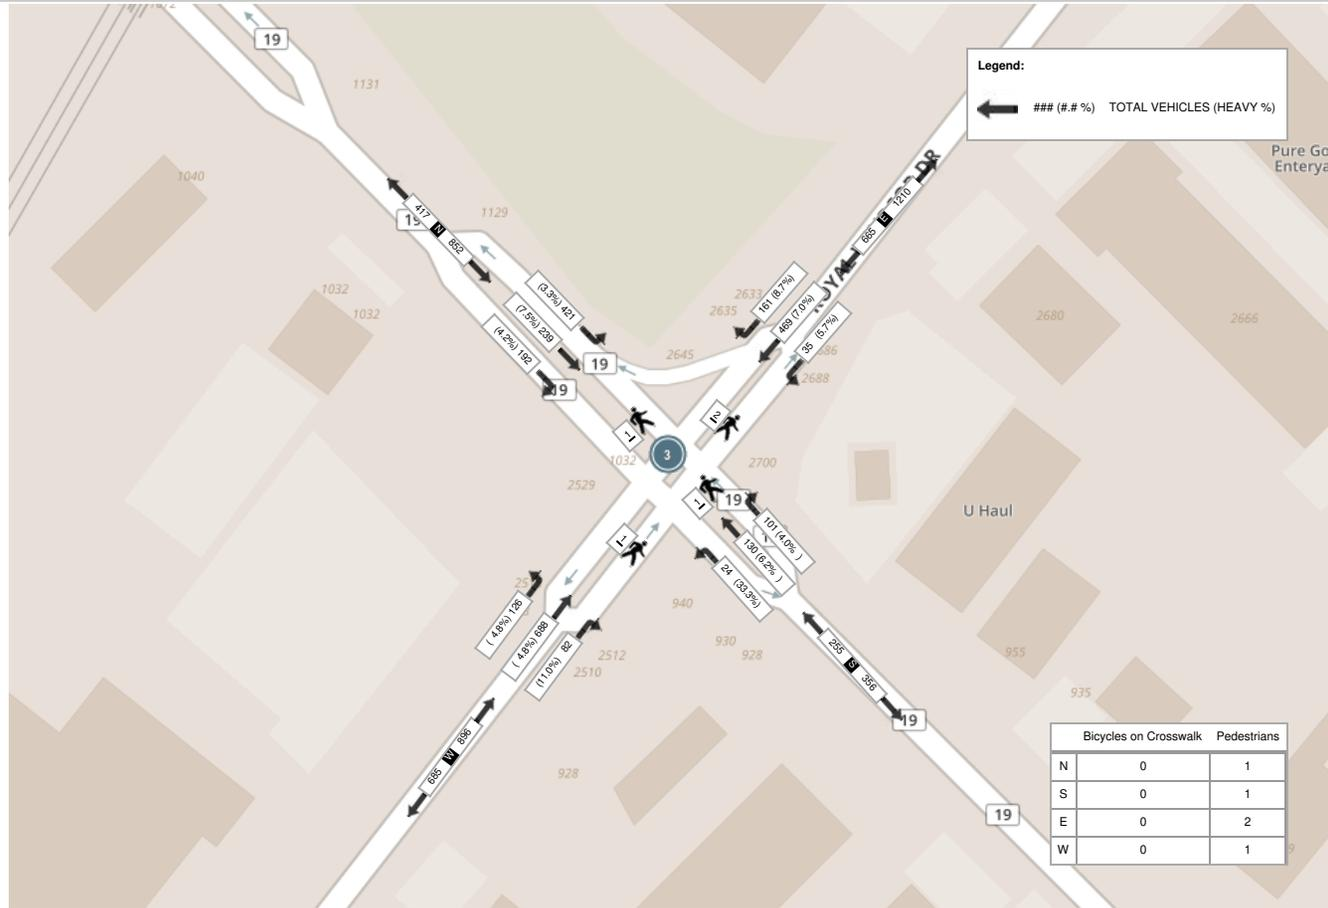 19
1131
Legend:
### (#.# %) TOTAL VEHICLES (HEAVY %)
Pure Go
Enterya
1040
1129
19
417 N 852
665 E 1210
1032
1032
(3.3%) 421
(7.5%) 239
(4.2%) 192
2633
2635
161 (8.7%)
469 (7.0%)
35 (5.7%)
2680
2666
2645
2688
19
19
1
2
3
1032
2529
2700
19
1
1
U Haul
101 (4.0% )
130 (6.2% )
24 (33.3%)
( 4.8%) 126
( 4.8%) 688
(11.0%) 82
940
930
928
2512
2510
255 S 356
955
935
19
685 W 896
928
19
Bicycles on Crosswalk Pedestrians
N 0 1
S 0 1
E 0 2
W 0 1